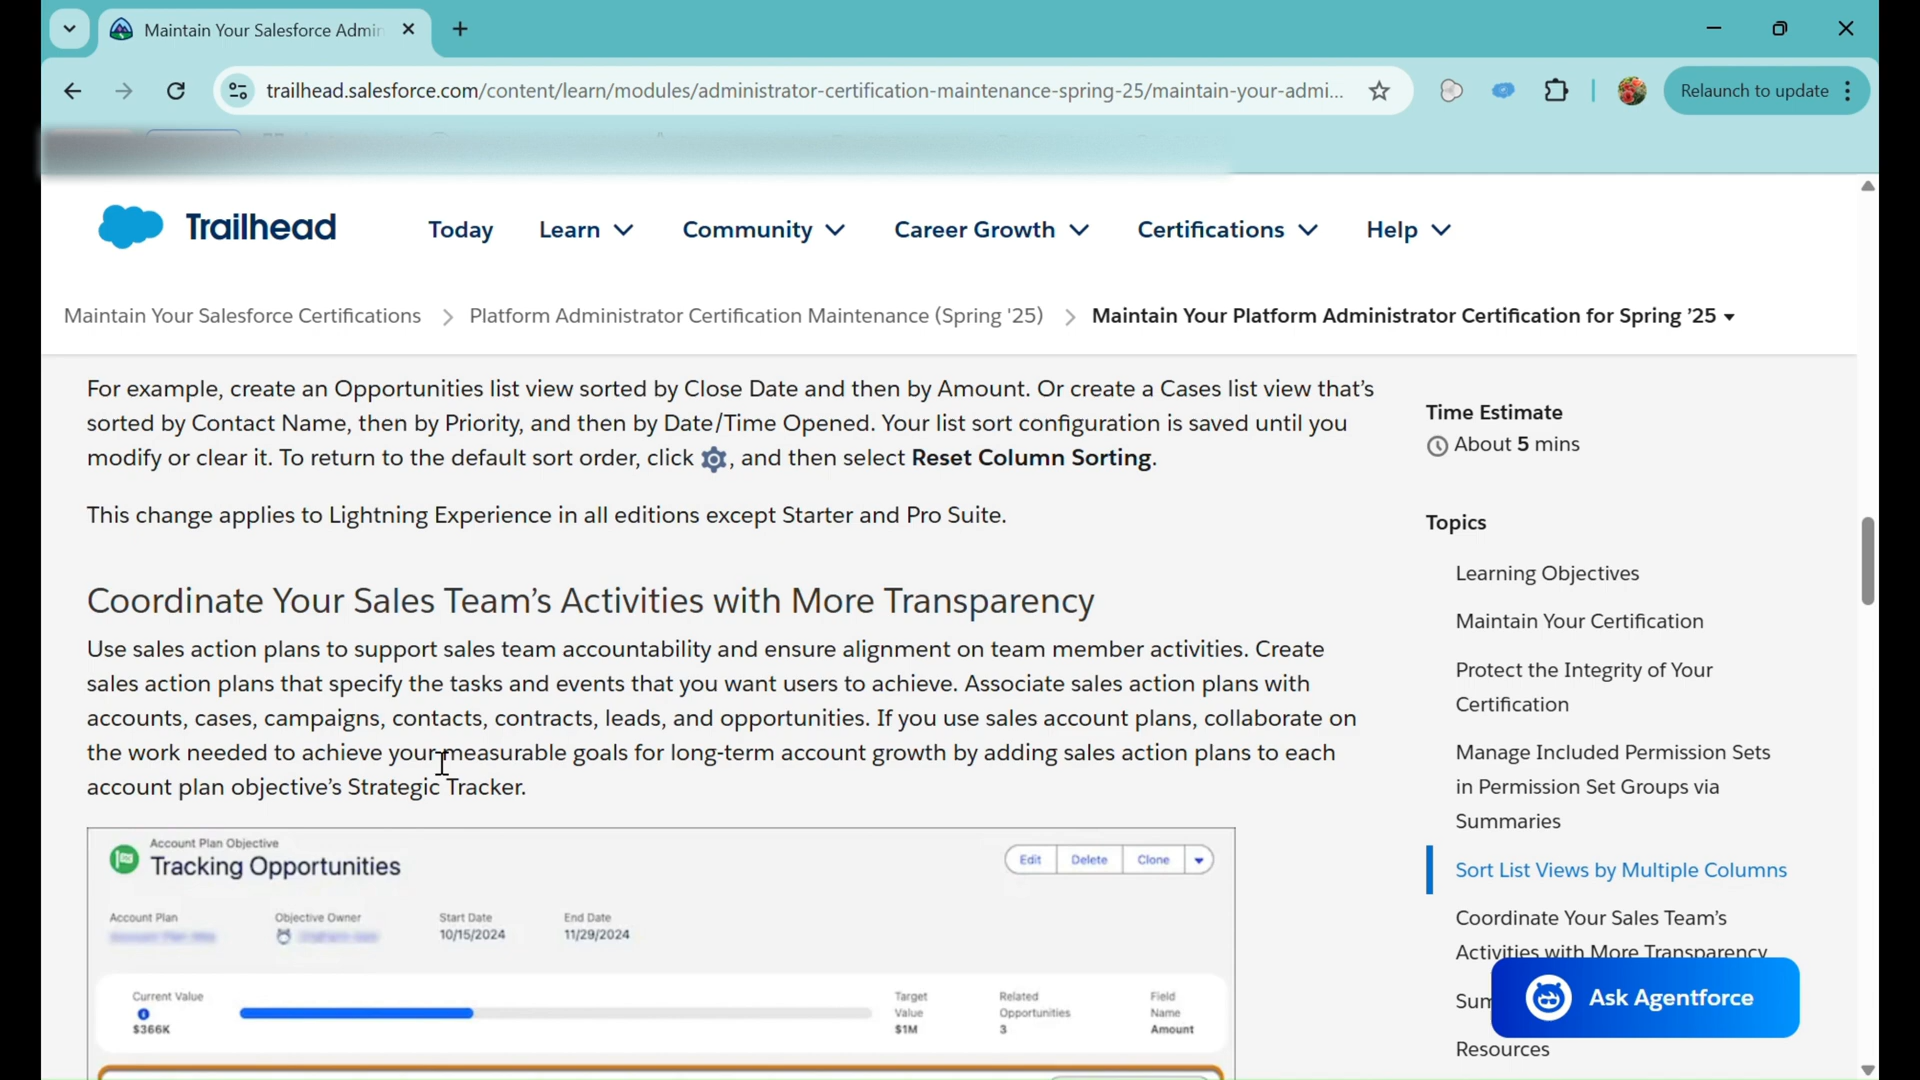 Maintain Your Salesforce Admin
trailhead.salesforce.com/content/learn/modules/administrator-certification-maintenance-spring-25/maintain-your-admi...
Relaunch to update
Trailhead
Today
Learn
Community
Career Growth
Certifications
Help
Maintain Your Salesforce Certifications
Platform Administrator Certification Maintenance (Spring '25)
Maintain Your Platform Administrator Certification for Spring '25
For example, create an Opportunities list view sorted by Close Date and then by Amount. Or create a Cases list view that's
sorted by Contact Name, then by Priority, and then by Date/Time Opened. Your list sort configuration is saved until you
modify or clear it. To return to the default sort order, click , and then select Reset Column Sorting.
This change applies to Lightning Experience in all editions except Starter and Pro Suite.
Coordinate Your Sales Team's Activities with More Transparency
Use sales action plans to support sales team accountability and ensure alignment on team member activities. Create
sales action plans that specify the tasks and events that you want users to achieve. Associate sales action plans with
accounts, cases, campaigns, contacts, contracts, leads, and opportunities. If you use sales account plans, collaborate on
the work needed to achieve your measurable goals for long-term account growth by adding sales action plans to each
account plan objective's Strategic Tracker.
Account Plan Objective
Tracking Opportunities
Edit
Delete
Clone
Account Plan
Objective Owner
Start Date
10/15/2024
End Date
11/29/2024
Current Value
$366K
Target
Value
$1M
Related
Opportunities
3
Field
Name
Amount
Time Estimate
About 5 mins
Topics
Learning Objectives
Maintain Your Certification
Protect the Integrity of Your
Certification
Manage Included Permission Sets
in Permission Set Groups via
Summaries
Sort List Views by Multiple Columns
Coordinate Your Sales Team's
Activities with More Transparency
Sum
Resources
Ask Agentforce